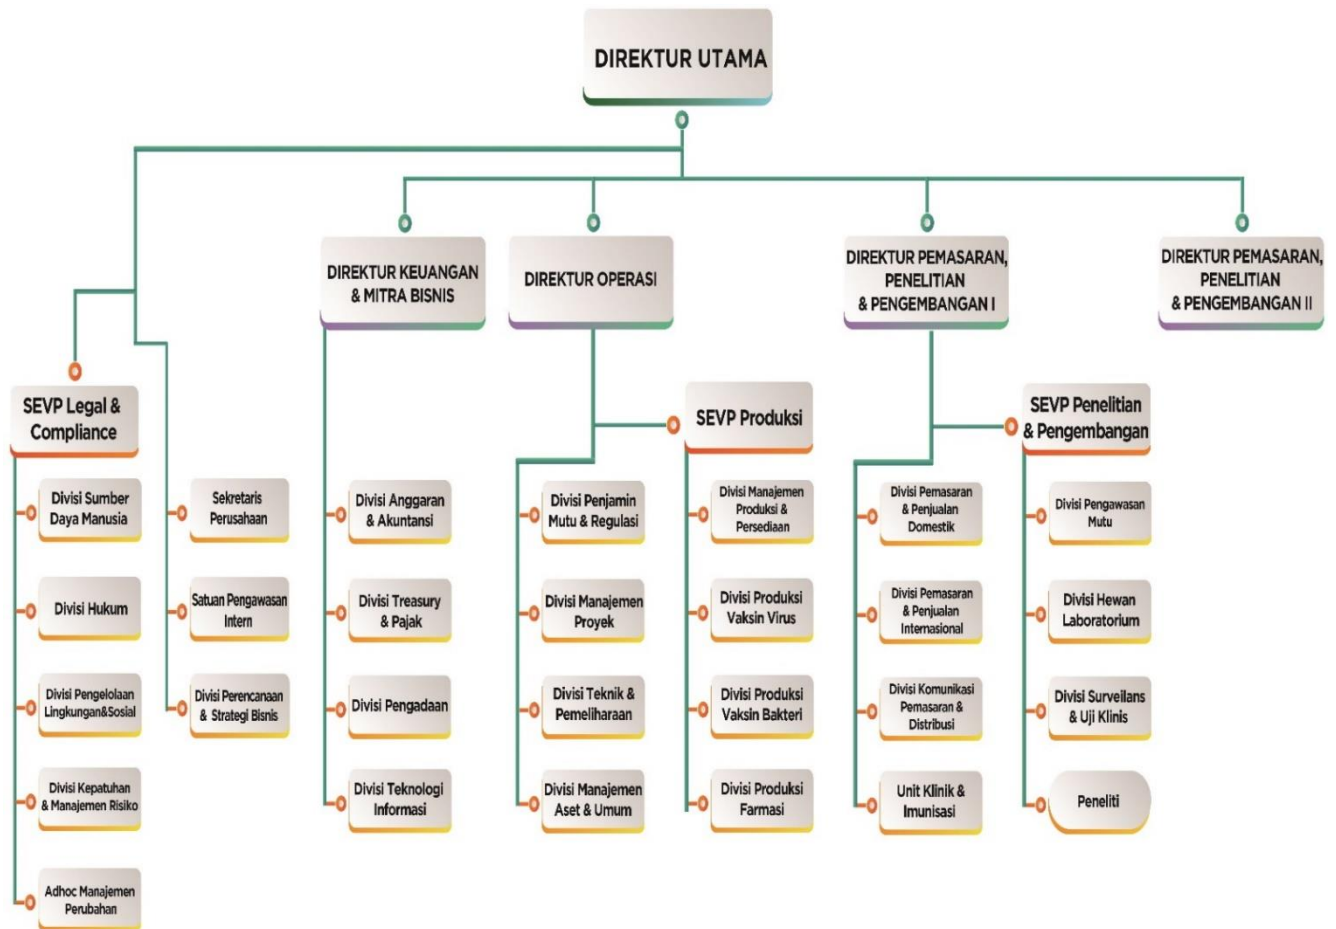 DIREKTUR UTAMA
DIREKTUR KEUANGAN
& MITRA BISNIS
DIREKTUR OPERASI
DIREKTUR PEMASARAN,
PENELITIAN
& PENGEMBANGAN I
DIREKTUR PEMASARAN,
PENELITIAN
& PENGEMBANGAN II
SEVP Legal &
Compliance
SEVP Produksi
SEVP Penelitian
& Pengembangan
Divisi Sumber
Daya Manusia
Divisi Hukum
Divisi Pengelolaan
Lingkungan&Sosial
Divisi Kepatuhan
& Manajemen Risiko
Adhoc Manajemen
Perubahan
Sekretaris
Perusahaan
Satuan Pengawasan
Intern
Divisi Perencanaan
& Strategi Bisnis
Divisi Anggaran
& Akuntansi
Divisi Treasury
& Pajak
Divisi Pengadaan
Divisi Teknologi
Informasi
Divisi Penjamin
Mutu & Regulasi
Divisi Manajemen
Proyek
Divisi Teknik &
Pemeliharaan
Divisi Manajemen
Aset & Umum
Divisi Manajemen
Produksi &
Persediaan
Divisi Produksi
Vaksin Virus
Divisi Produksi
Vaksin Bakteri
Divisi Produksi
Farmasi
Divisi Pemasaran
& Penjualan
Domestik
Divisi Pemasaran
& Penjualan
Internasional
Divisi Komunikasi
Pemasaran &
Distribusi
Unit Klinik &
Imunisasi
Divisi Pengawasan
Mutu
Divisi Hewan
Laboratorium
Divisi Surveilans
& Uji Klinis
Peneliti